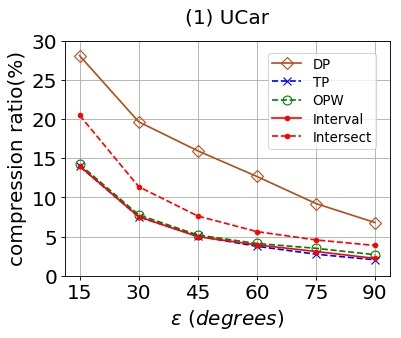 (1) UCar
compression ratio(%)
30
25
20
15
10
5
0
DP
TP
OPW
Interval
Intersect
15 30 45 60 75 90
ε (degrees)